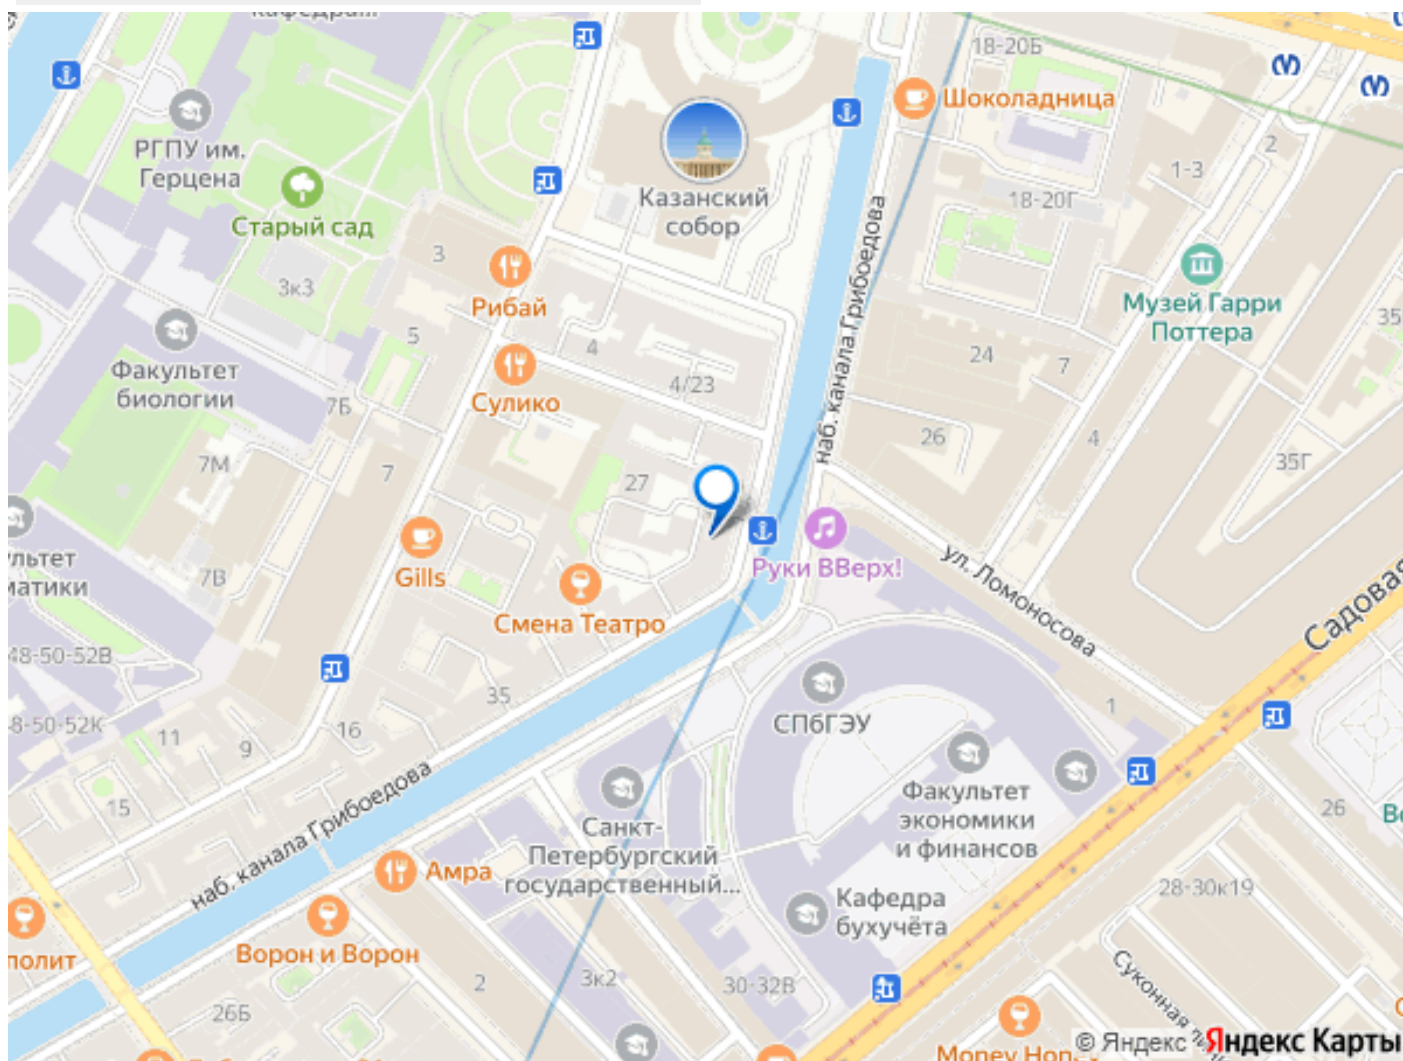 18-20Б
Шоколадница
РГПУ им.
Герцена
2
1-3
Казанский
собор
18-20Г
Старый сад
наб. канала Грибоедова
3
3к3
Рибай
Музей Гарри
Поттера
35
5
4
24
7
Факультет
биологии
4/23
Сулико
7Б
26
4
7М
7
27
35Г
ул. Ломоносова
Руки ВВерх!
Gills
7В
Смена Театро
Садовая
48-50-52В
35
СПбГЭУ
1
16
11
9
наб. канала Грибоедова
Факультет
экономики
и финансов
15
26
Санкт-
Петербургский
государственный...
Амра
28-30к19
Кафедра
бухучёта
Ворон и Ворон
2
3к2
30-32В
Суконная
26Б
© Яндекс Яндекс Карты